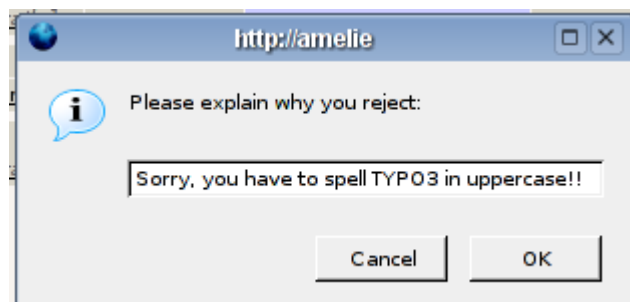 http://amelie
Please explain why you reject:
Sorry, you have to spell TYPO3 in uppercase!!
Cancel OK